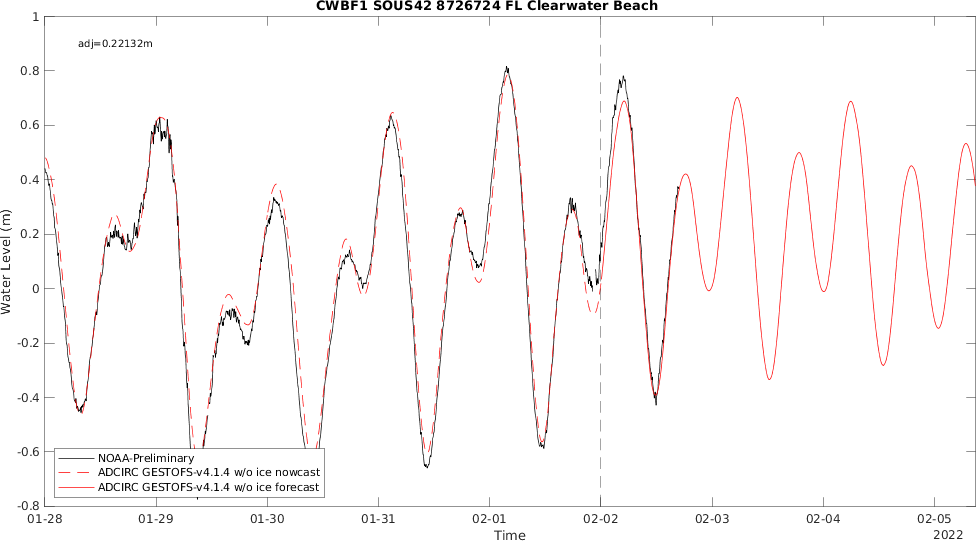 CWBF1 SOUS42 8726724 FL Clearwater Beach
adj=0.22132m
1
0.8
0.6
0.4
0.2
0
-0.2
-0.4
-0.6
-0.8
Water Level (m)
NOAA-Preliminary
ADCIRC GESTOFS-v4.1.4 w/o ice nowcast
ADCIRC GESTOFS-v4.1.4 w/o ice forecast
01-28 01-29 01-30 01-31 02-01 02-02 02-03 02-04 02-05
Time
2022